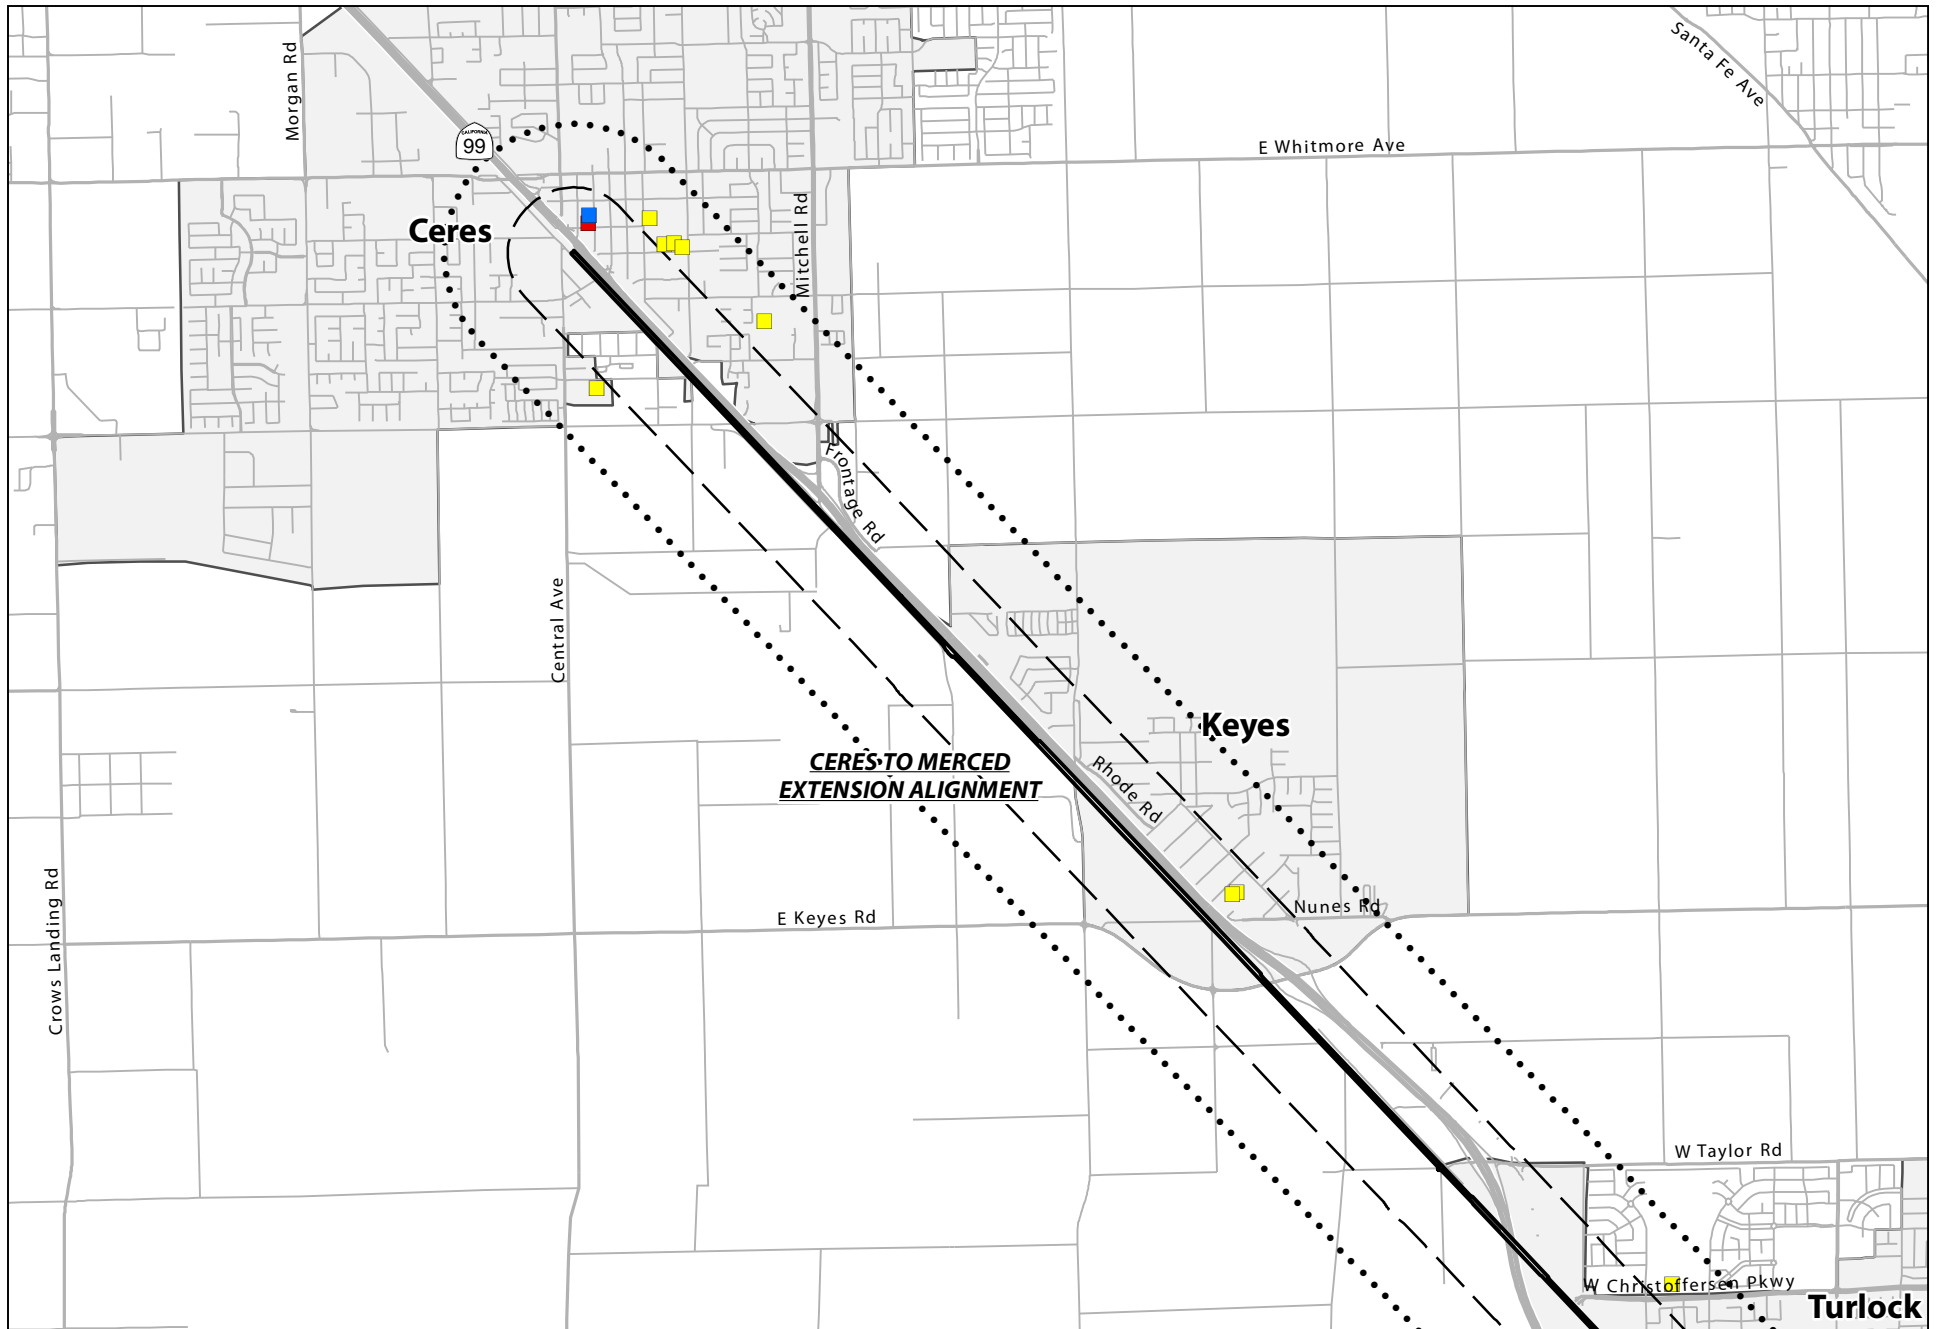 Santa Fe Ave
Morgan Rd
CALIFORNIA
99
E Whitmore Ave
Ceres
Mitchell Rd
Frontage Rd
Central Ave
Keyes
CERES TO MERCED
EXTENSION ALIGNMENT
Rhode Rd
Crows Landing Rd
E Keyes Rd
Nunes Rd
W Taylor Rd
W Christoffersen Pkwy
Turlock